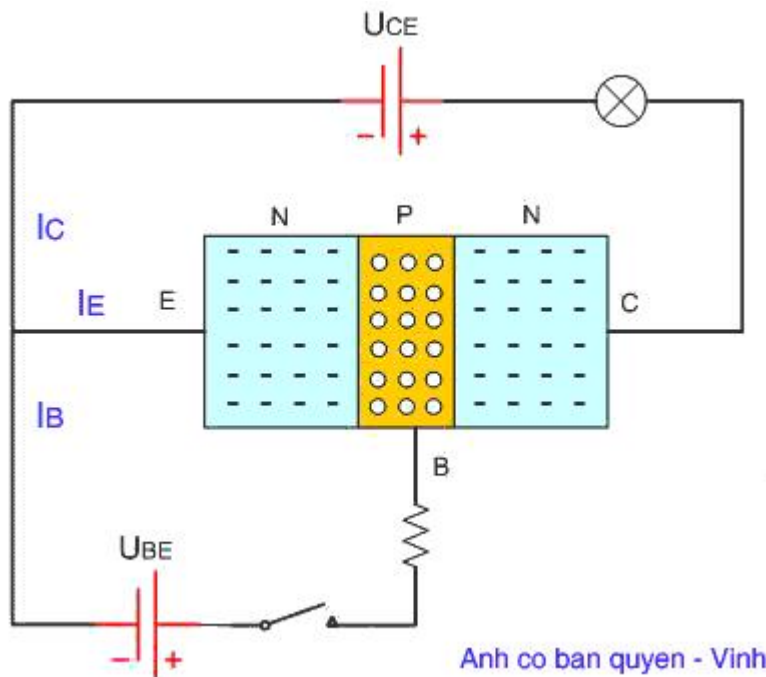 UCE
- +
N P N
IC
IE E C
IB
B
UBE
- +
Anh co ban quyen - Vinh